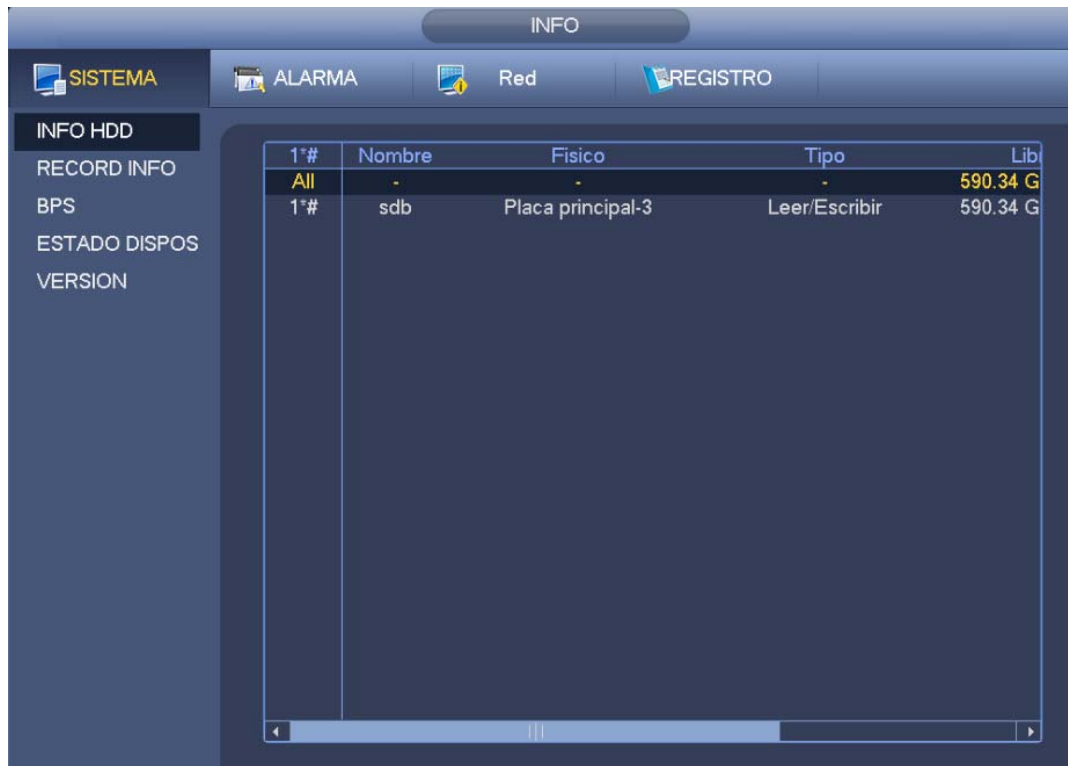 INFO
SISTEMA ALARMA Red REGISTRO
INFO HDD
RECORD INFO
BPS
ESTADO DISPOS
VERSION
1*# Nombre Fisico Tipo Libr
All - - - 590.34 G
1*# sdb Placa principal-3 Leer/Escribir 590.34 G